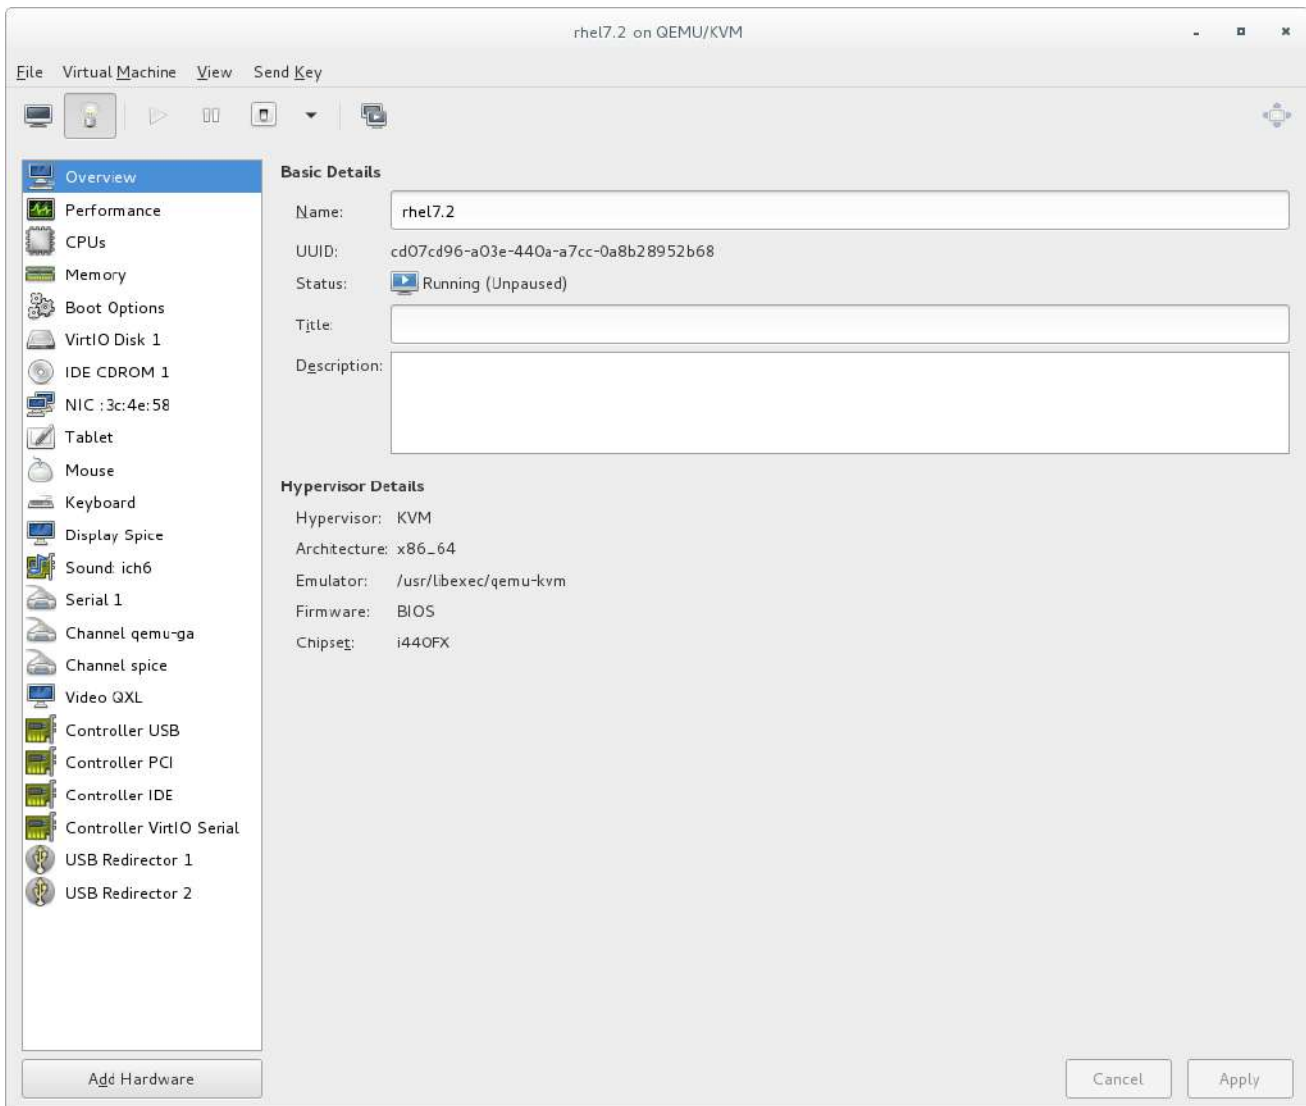 rhel7.2 on QEMU/KVM
File Virtual Machine View Send Key
Overview
Performance
CPUs
Memory
Boot Options
VirtIO Disk 1
IDE CDROM 1
NIC :3c:4e:58
Tablet
Mouse
Keyboard
Display Spice
Sound: ich6
Serial 1
Channel qemu-ga
Channel spice
Video QXL
Controller USB
Controller PCI
Controller IDE
Controller VirtIO Serial
USB Redirector 1
USB Redirector 2
Add Hardware
Basic Details
Name: rhel7.2
UUID: cd07cd96-a03e-440a-a7cc-0a8b28952b68
Status: Running (Unpaused)
Title:
Description:
Hypervisor Details
Hypervisor: KVM
Architecture: x86_64
Emulator: /usr/libexec/qemu-kvm
Firmware: BIOS
Chipset: i440FX
Cancel Apply